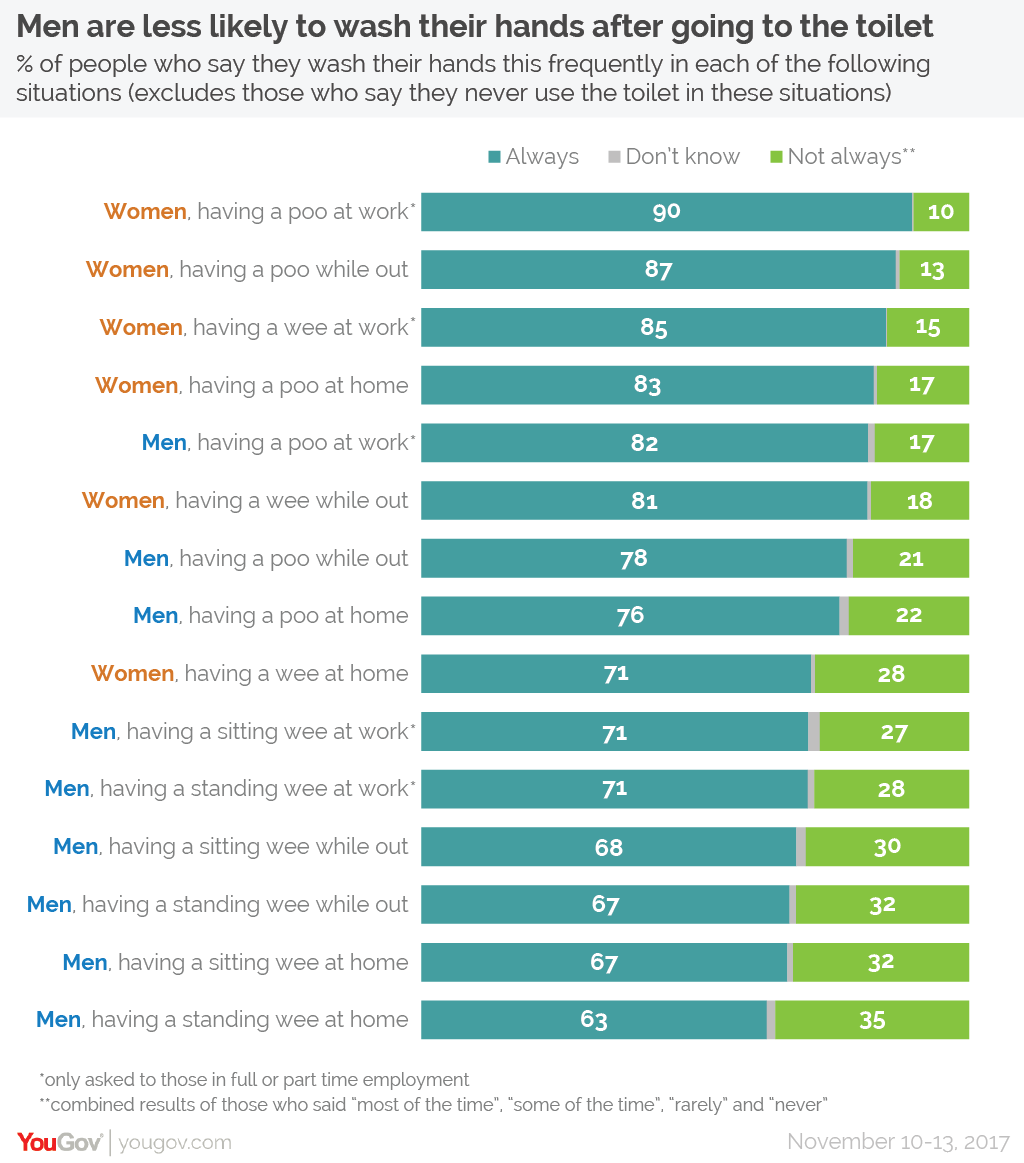 Men are less likely to wash their hands after going to the toilet
% of people who say they wash their hands this frequently in each of the following
situations (excludes those who say they never use the toilet in these situations)
Always Don't know Not always**
Women, having a poo at work* 90 10
Women, having a poo while out 87 13
Women, having a wee at work* 85 15
Women, having a poo at home 83 17
Men, having a poo at work* 82 17
Women, having a wee while out 81 18
Men, having a poo while out 78 21
Men, having a poo at home 76 22
Women, having a wee at home 71 28
Men, having a sitting wee at work* 71 27
Men, having a standing wee at work* 71 28
Men, having a sitting wee while out 68 30
Men, having a standing wee while out 67 32
Men, having a sitting wee at home 67 32
Men, having a standing wee at home 63 35
*only asked to those in full or part time employment
**combined results of those who said “most of the time”, “some of the time”, “rarely” and “never”
YouGov | yougov.com November 10-13, 2017